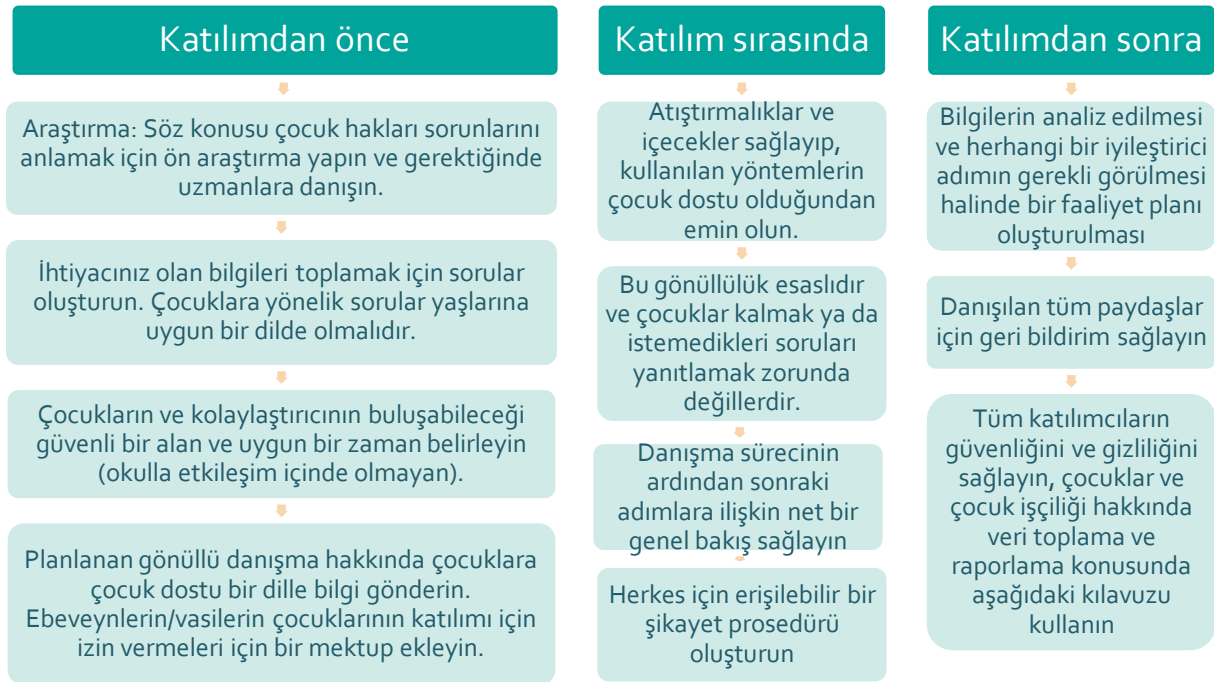 Katılımdan önce
Araştırma: Söz konusu çocuk hakları sorunlarını
anlamak için ön araştırma yapın ve gerektiğinde
uzmanlara danışın.
İhtiyacınız olan bilgileri toplamak için sorular
oluşturun. Çocuklara yönelik sorular yaşlarına
uygun bir dilde olmalıdır.
Çocukların ve kolaylaştırıcının buluşabileceği
güvenli bir alan ve uygun bir zaman belirleyin
(okulla etkileşim içinde olmayan).
Planlanan gönüllü danışma hakkında çocuklara
çocuk dostu bir dille bilgi gönderin.
Ebeveynlerin/vasilerin çocuklarının katılımı için
izin vermeleri için bir mektup ekleyin.
Katılım sırasında
Atıştırmalıklar ve
içecekler sağlayıp,
kullanılan yöntemlerin
çocuk dostu olduğundan
emin olun.
Bu gönüllülük esaslıdır
ve çocuklar kalmak ya da
istemedikleri soruları
yanıtlamak zorunda
değillerdir.
Danışma sürecinin
ardından sonraki
adımlara ilişkin net bir
genel bakış sağlayın
Herkes için erişilebilir bir
şikayet prosedürü
oluşturun
Katılımdan sonra
Bilgilerin analiz edilmesi
ve herhangi bir iyileştirici
adımın gerekli görülmesi
halinde bir faaliyet planı
oluşturulması
Danışılan tüm paydaşlar
için geri bildirim sağlayın
Tüm katılımcıların
güvenliğini ve gizliliğini
sağlayın, çocuklar ve
çocuk işçiliği hakkında
veri toplama ve
raporlama konusunda
aşağıdaki kılavuzu
kullanın